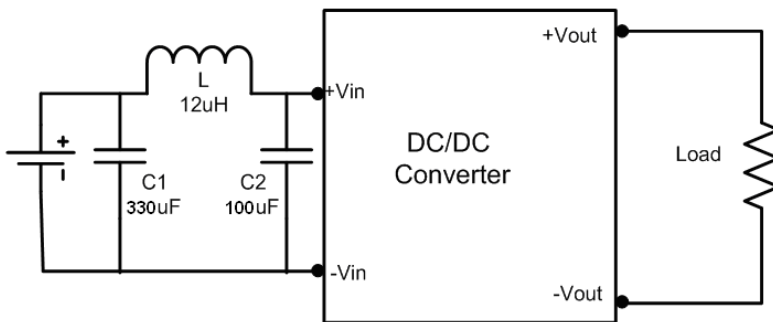 +Vout
L
12uH
+Vin
DC/DC
Converter
+
-
C1
330uF
C2
100uF
Load
-Vin
-Vout